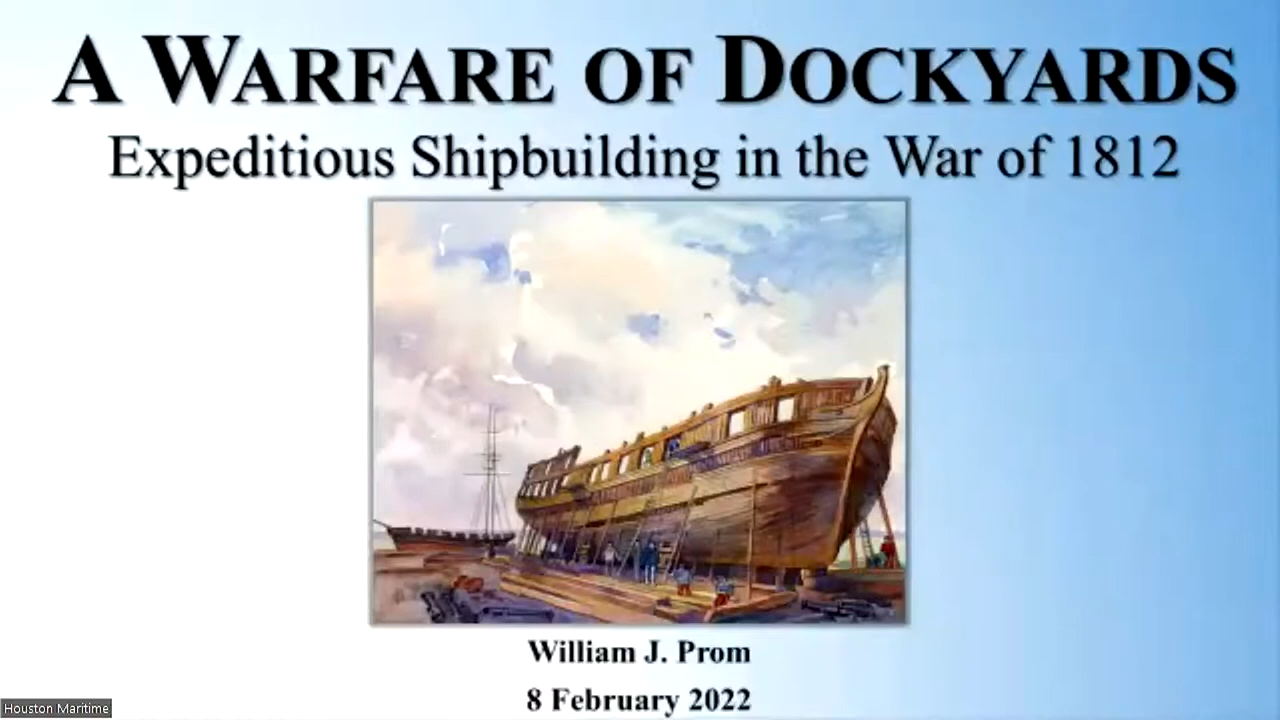 A Warfare of Dockyards
Expeditious Shipbuilding in the War of 1812
William J. Prom
8 February 2022
Houston Maritime